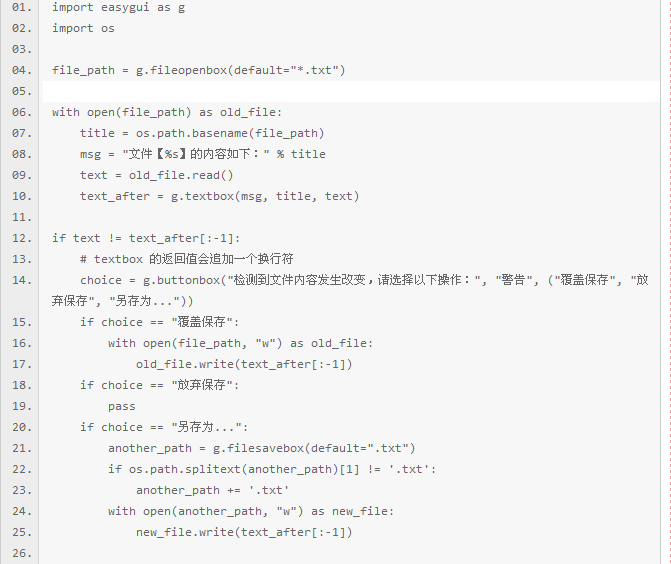 01. import easygui as g
02. import os
03.
04. file_path = g.fileopenbox(default="*.txt")
05.
06. with open(file_path) as old_file:
07.     title = os.path.basename(file_path)
08.     msg = "文件【%s】的内容如下：" % title
09.     text = old_file.read()
10.     text_after = g.textbox(msg, title, text)
11.
12. if text != text_after[:-1]:
13.     # textbox 的返回值会追加一个换行符
14.     choice = g.buttonbox("检测到文件内容发生改变，请选择以下操作：", "警告", ("覆盖保存", "放
弃保存", "另存为..."))
15.     if choice == "覆盖保存":
16.         with open(file_path, "w") as old_file:
17.             old_file.write(text_after[:-1])
18.     if choice == "放弃保存":
19.         pass
20.     if choice == "另存为...":
21.         another_path = g.filesavebox(default=".txt")
22.         if os.path.splitext(another_path)[1] != '.txt':
23.             another_path += '.txt'
24.         with open(another_path, "w") as new_file:
25.             new_file.write(text_after[:-1])
26.